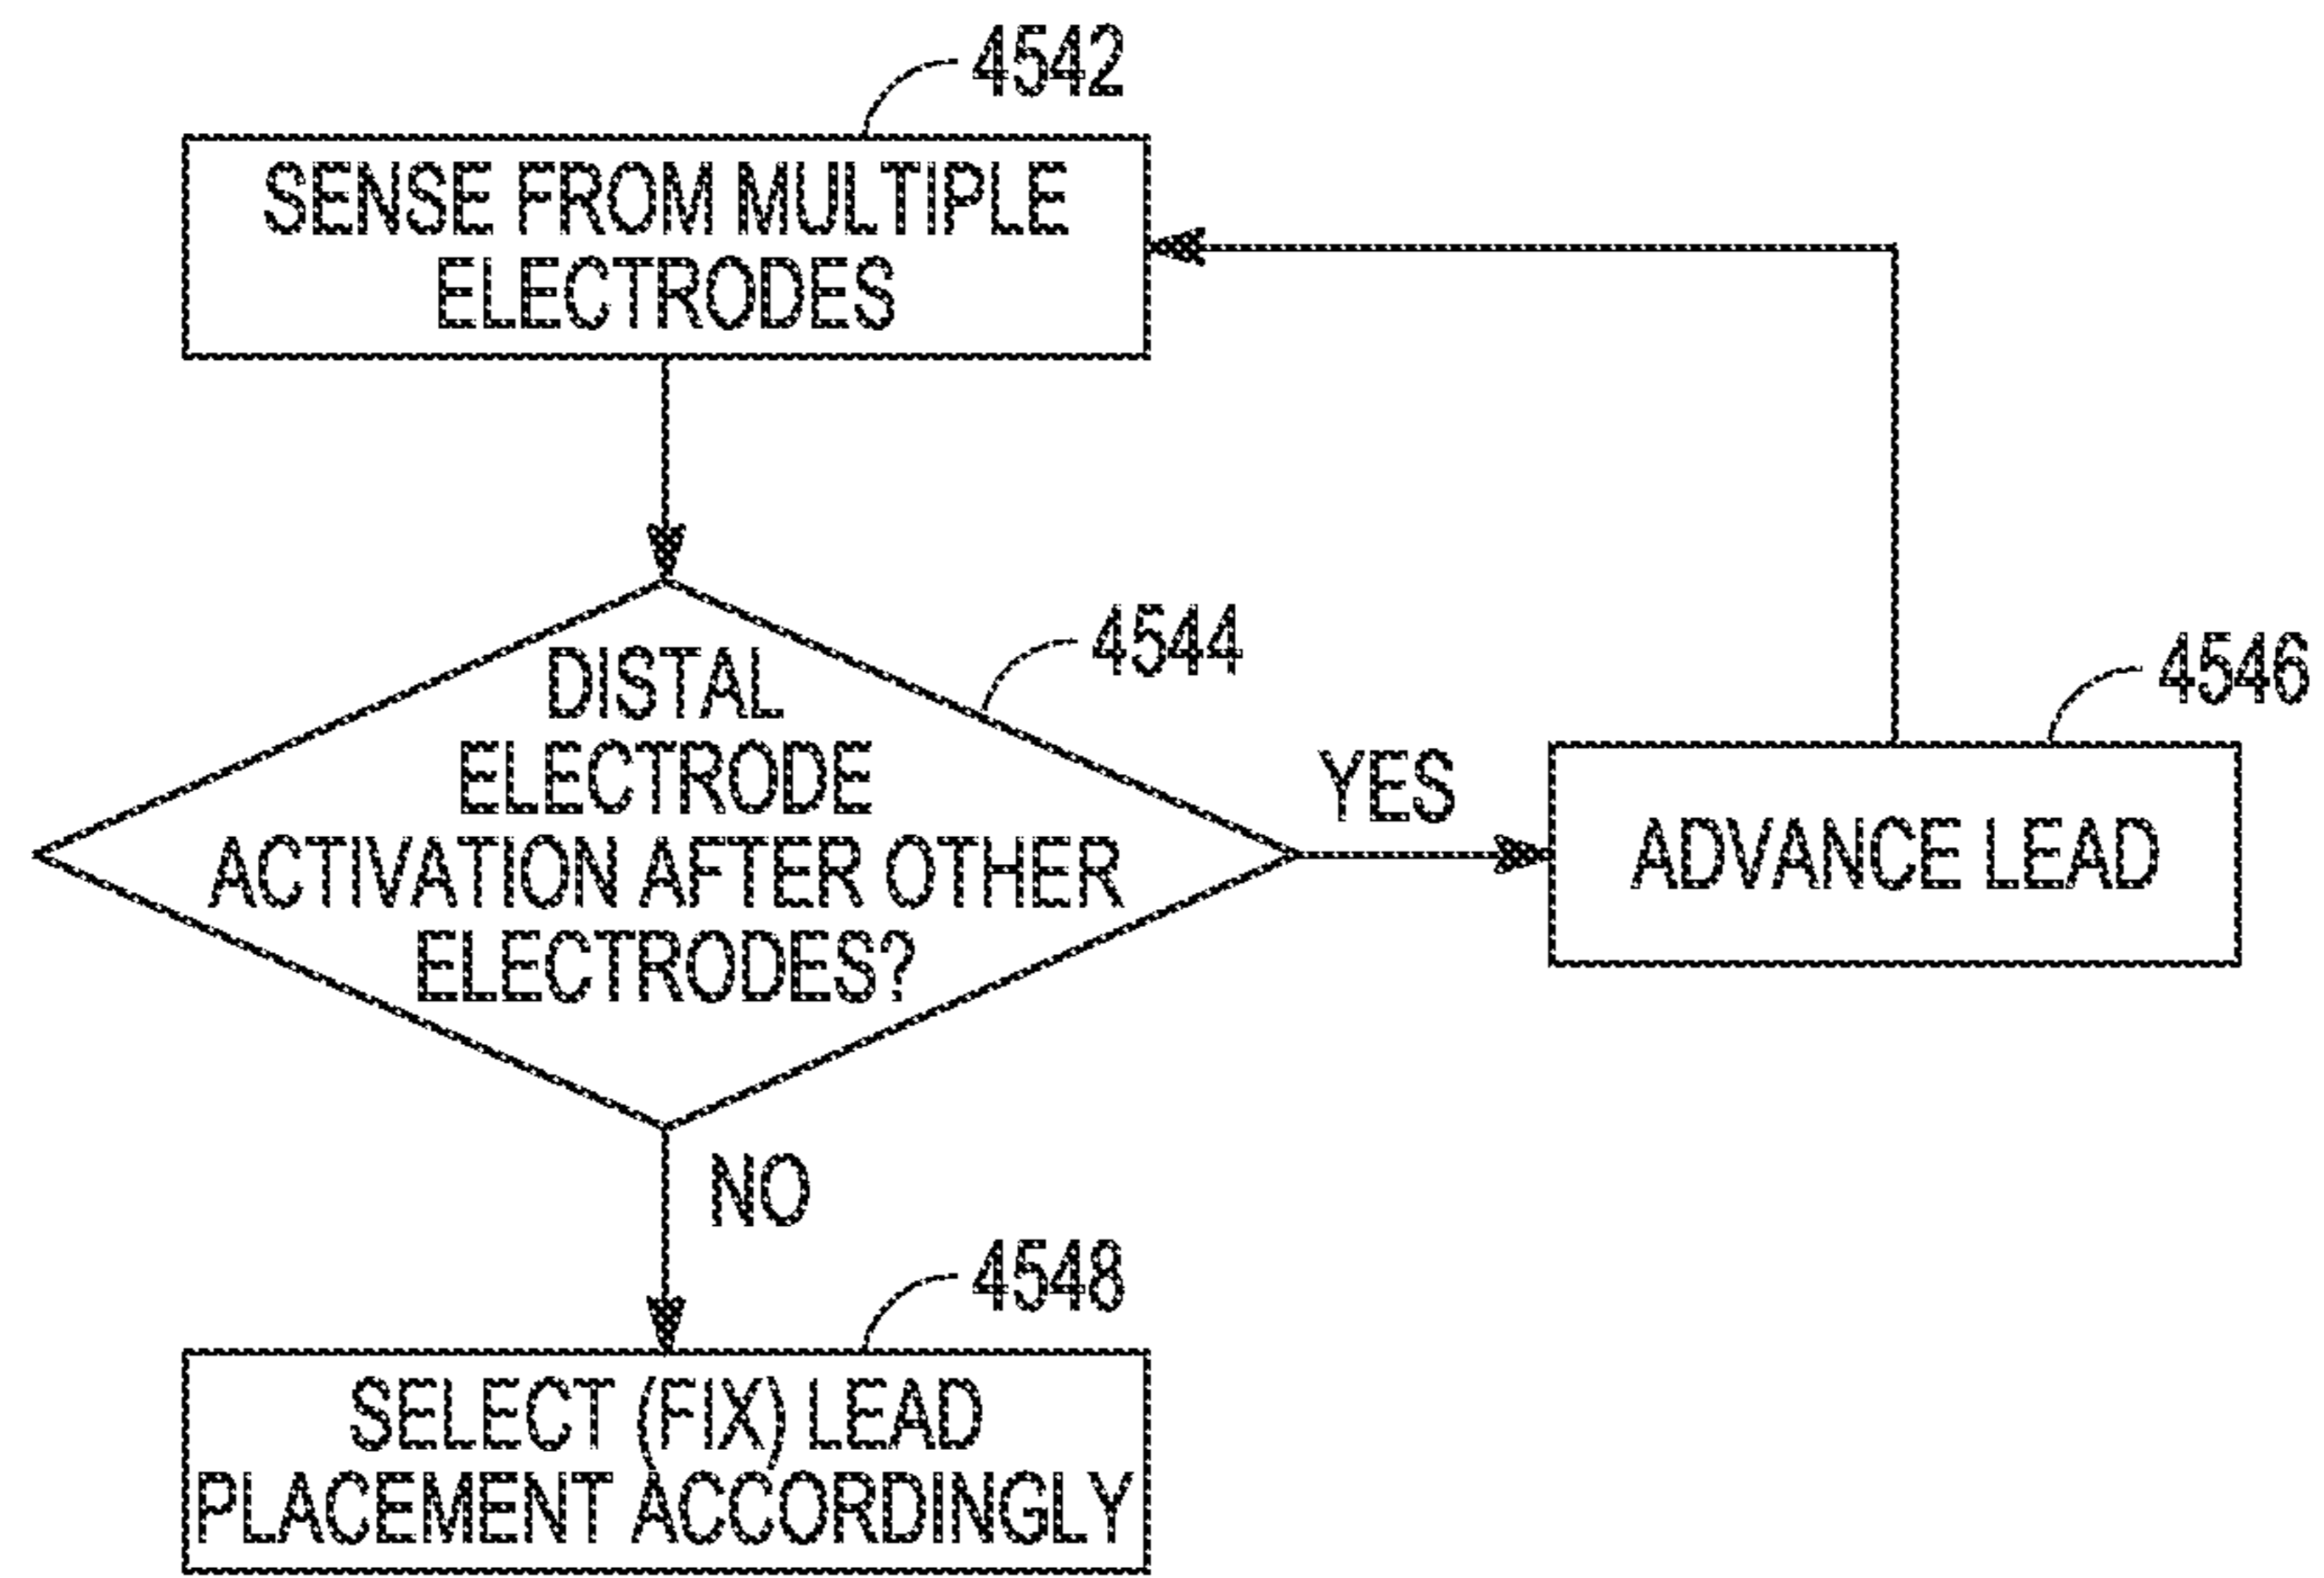 4542
SENSE FROM MULTIPLE
ELECTRODES
4544
DISTAL
ELECTRODE
ACTIVATION AFTER OTHER
ELECTRODES?
YES
4546
ADVANCE LEAD
NO
4548
SELECT (FIX) LEAD
PLACEMENT ACCORDINGLY